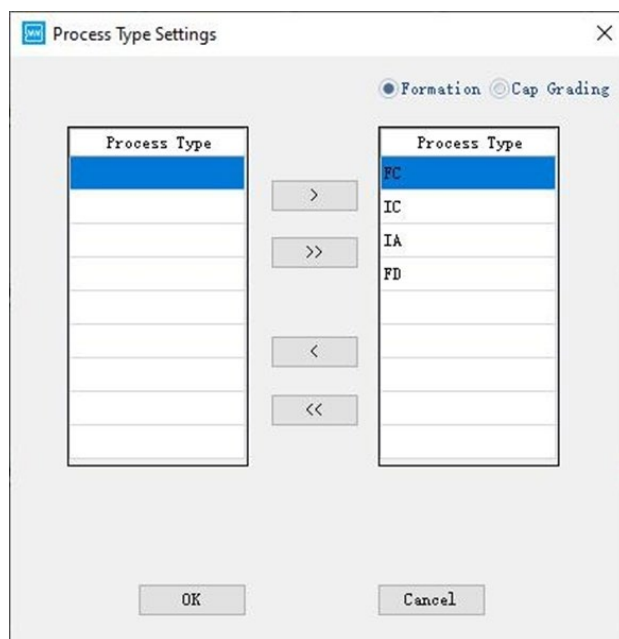 Process Type Settings
Formation Cap Grading
Process Type
Process Type
FC
>
IC
>>
IA
FD
<
<<
OK Cancel